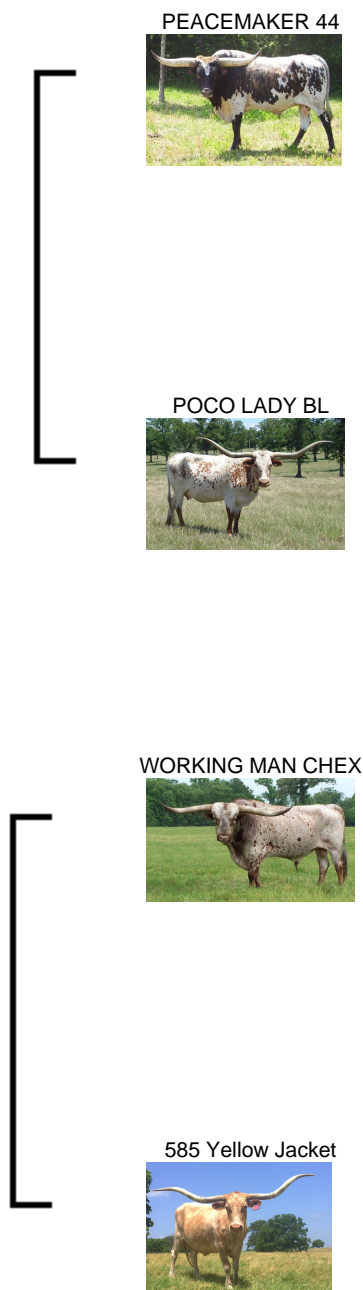 PEACEMAKER 44
POCO LADY BL
WORKING MAN CHEX
585 Yellow Jacket